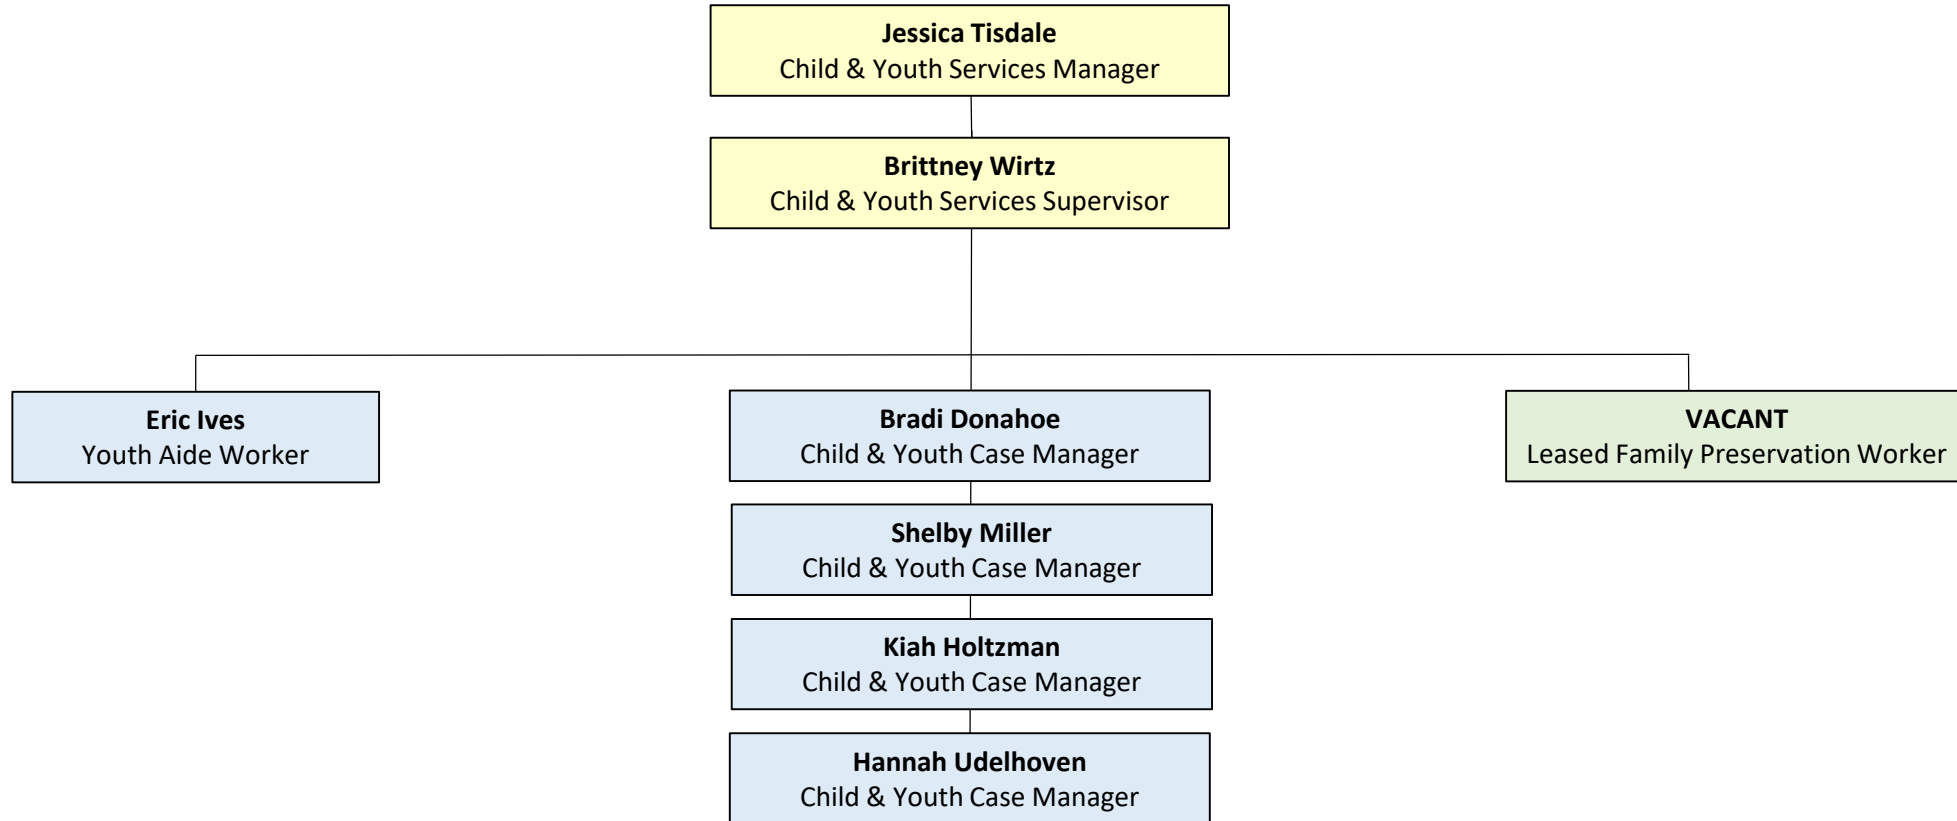 Jessica Tisdale
Child & Youth Services Manager
Brittney Wirtz
Child & Youth Services Supervisor
Eric Ives
Youth Aide Worker
Bradi Donahoe
Child & Youth Case Manager
VACANT
Leased Family Preservation Worker
Shelby Miller
Child & Youth Case Manager
Kiah Holtzman
Child & Youth Case Manager
Hannah Udelhoven
Child & Youth Case Manager